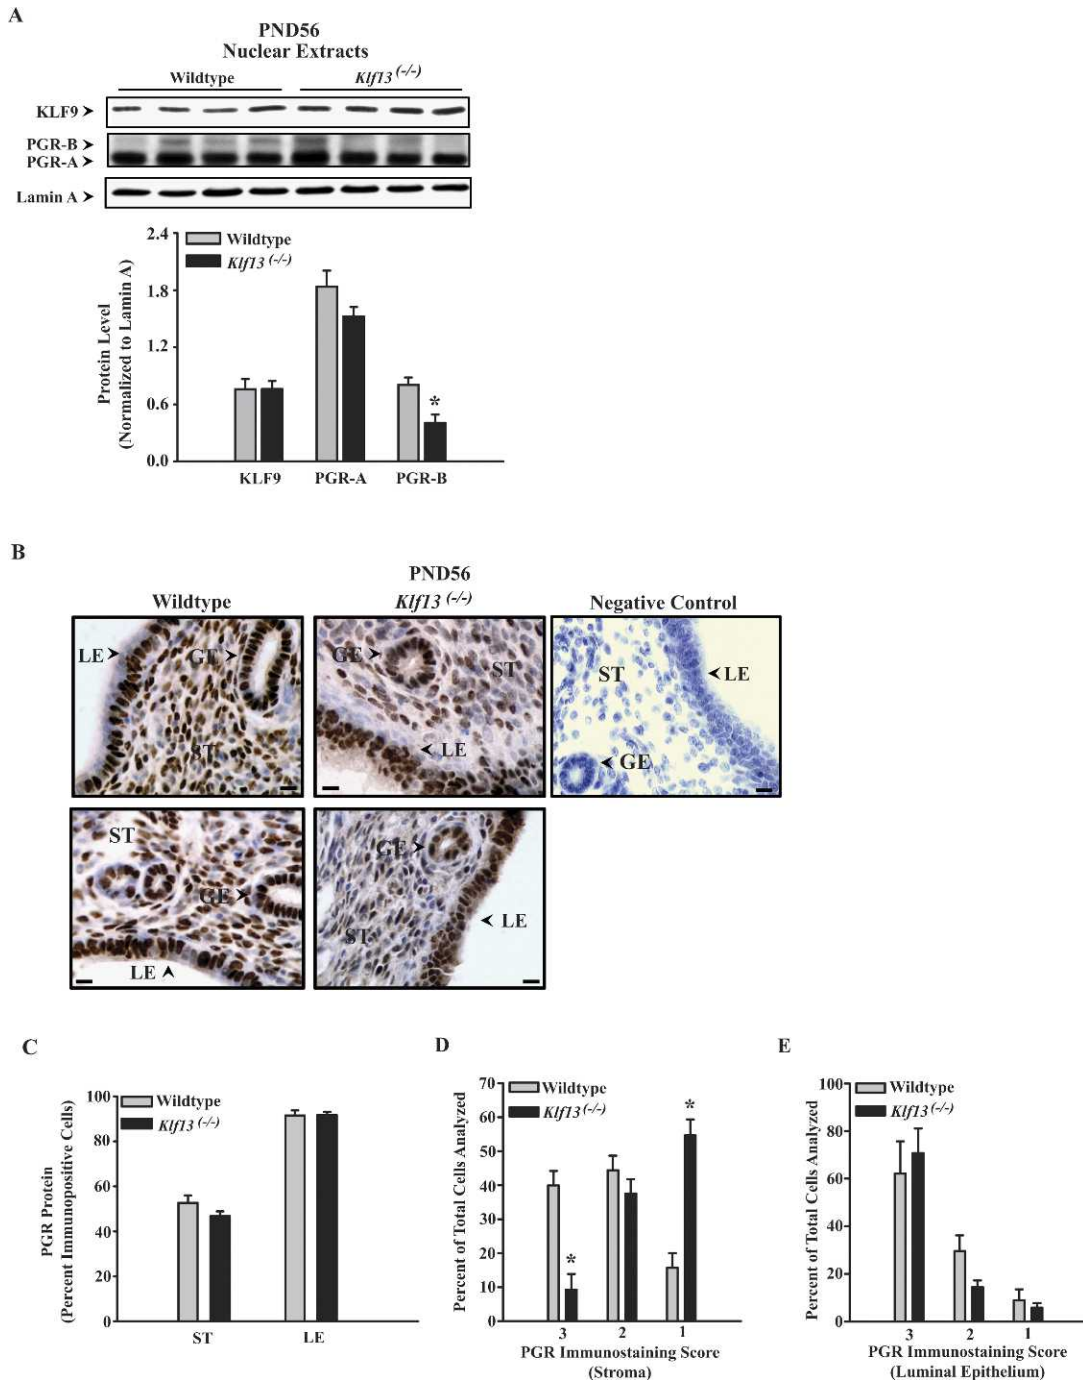 A
PND56
Nuclear Extracts
Wildtype
Klf13 (-/-)
KLF9
PGR-B
PGR-A
Lamin A
2.4
1.8
1.2
0.6
0.0
Protein Level
(Normalized to Lamin A)
Wildtype
Klf13 (-/-)
*
KLF9 PGR-A PGR-B
B
PND56
Wildtype
Klf13 (-/-)
Negative Control
LE
GE
ST
GE
ST
LE
ST
LE
GE
ST
GE
LE
GE
LE
ST
C
100
80
60
40
20
0
PGR Protein
(Percent Immunopositive Cells)
Wildtype
Klf13 (-/-)
ST LE
D
70
60
50
40
30
20
10
0
Percent of Total Cells Analyzed
Wildtype
Klf13 (-/-)
*
*
3 2 1
PGR Immunostaining Score
(Stroma)
E
100
80
60
40
20
0
Percent of Total Cells Analyzed
Wildtype
Klf13 (-/-)
3 2 1
PGR Immunostaining Score
(Luminal Epithelium)